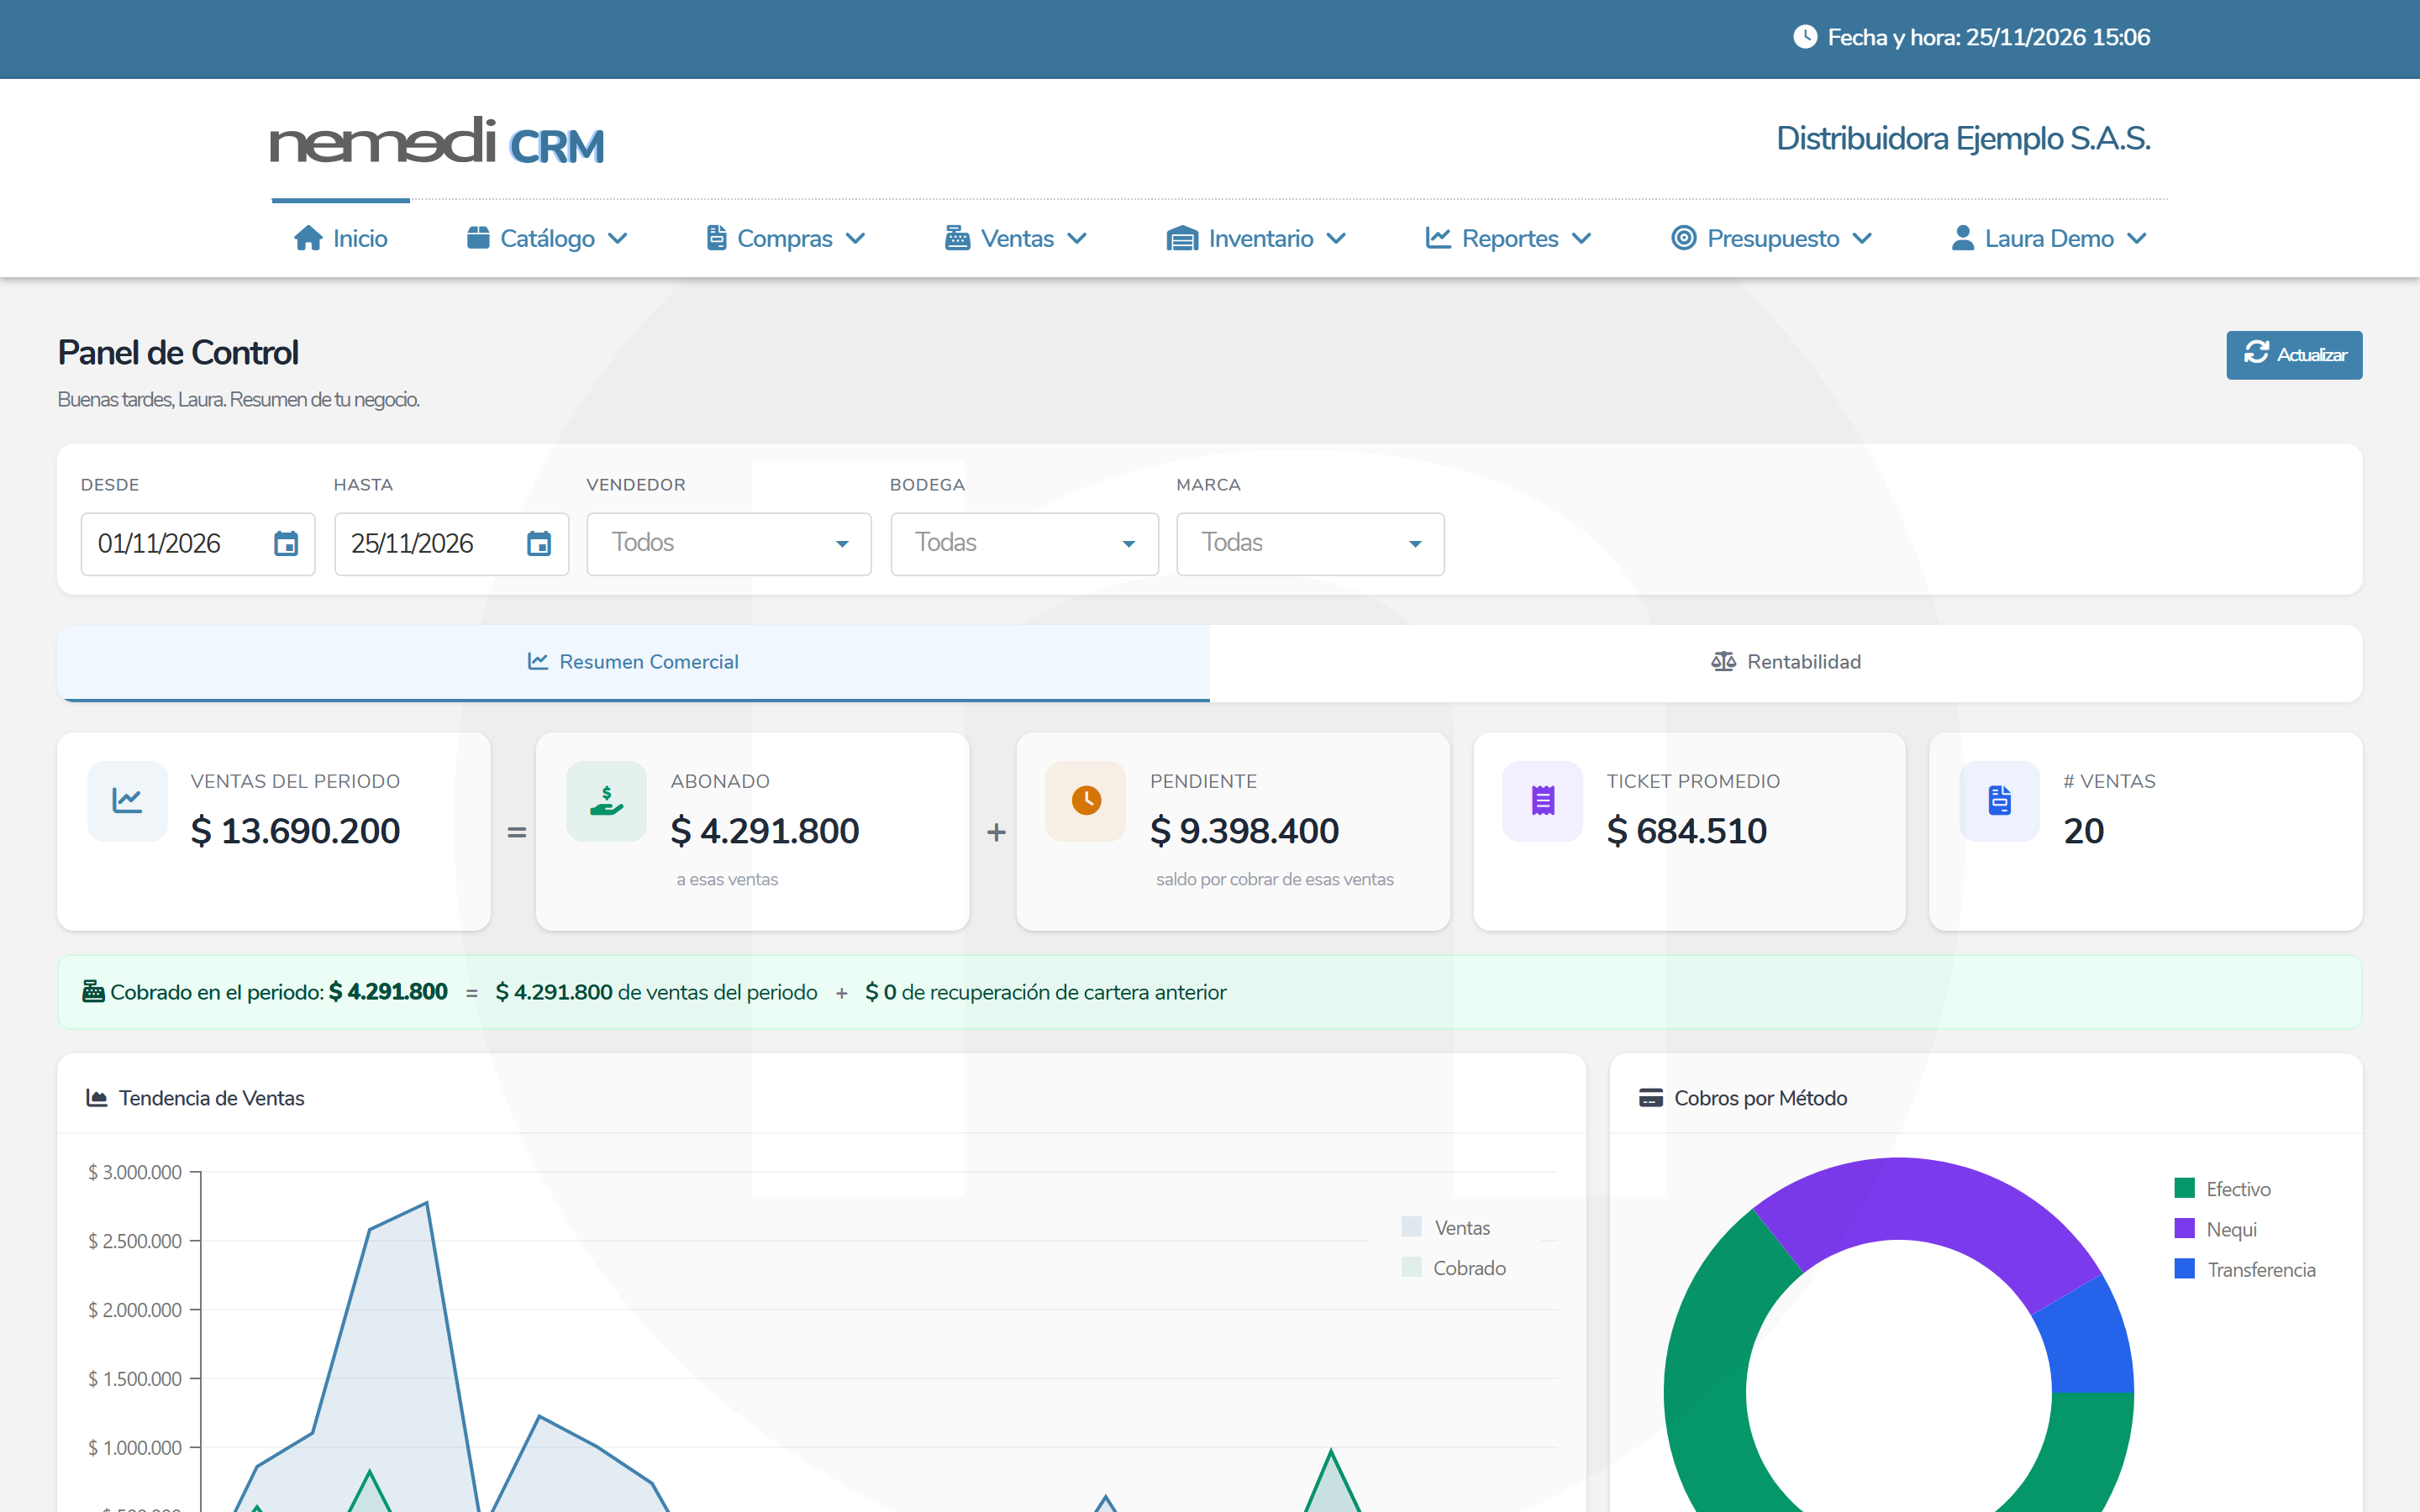 Fecha y hora: 25/11/2026 15:06
nemedi CRM
Distribuidora Ejemplo S.A.S.
Inicio
Catálogo
Compras
Ventas
Inventario
Reportes
Presupuesto
Laura Demo
Panel de Control
Actualizar
Buenas tardes, Laura. Resumen de tu negocio.
DESDE
HASTA
VENDEDOR
BODEGA
MARCA
01/11/2026
25/11/2026
Todos
Todas
Todas
Resumen Comercial
Rentabilidad
VENTAS DEL PERIODO
$ 13.690.200
=
ABONADO
$ 4.291.800
a esas ventas
+
PENDIENTE
$ 9.398.400
saldo por cobrar de esas ventas
TICKET PROMEDIO
$ 684.510
# VENTAS
20
Cobrado en el periodo: $ 4.291.800 = $ 4.291.800 de ventas del periodo + $ 0 de recuperación de cartera anterior
Tendencia de Ventas
$ 3.000.000
$ 2.500.000
$ 2.000.000
$ 1.500.000
$ 1.000.000
Ventas
Cobrado
Cobros por Método
Efectivo
Nequi
Transferencia